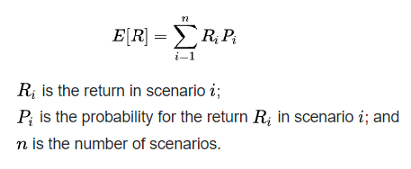 E[R] = \sum_{i-1}^{n} R_i P_i
R_i is the return in scenario i;
P_i is the probability for the return R_i in scenario i; and
n is the number of scenarios.